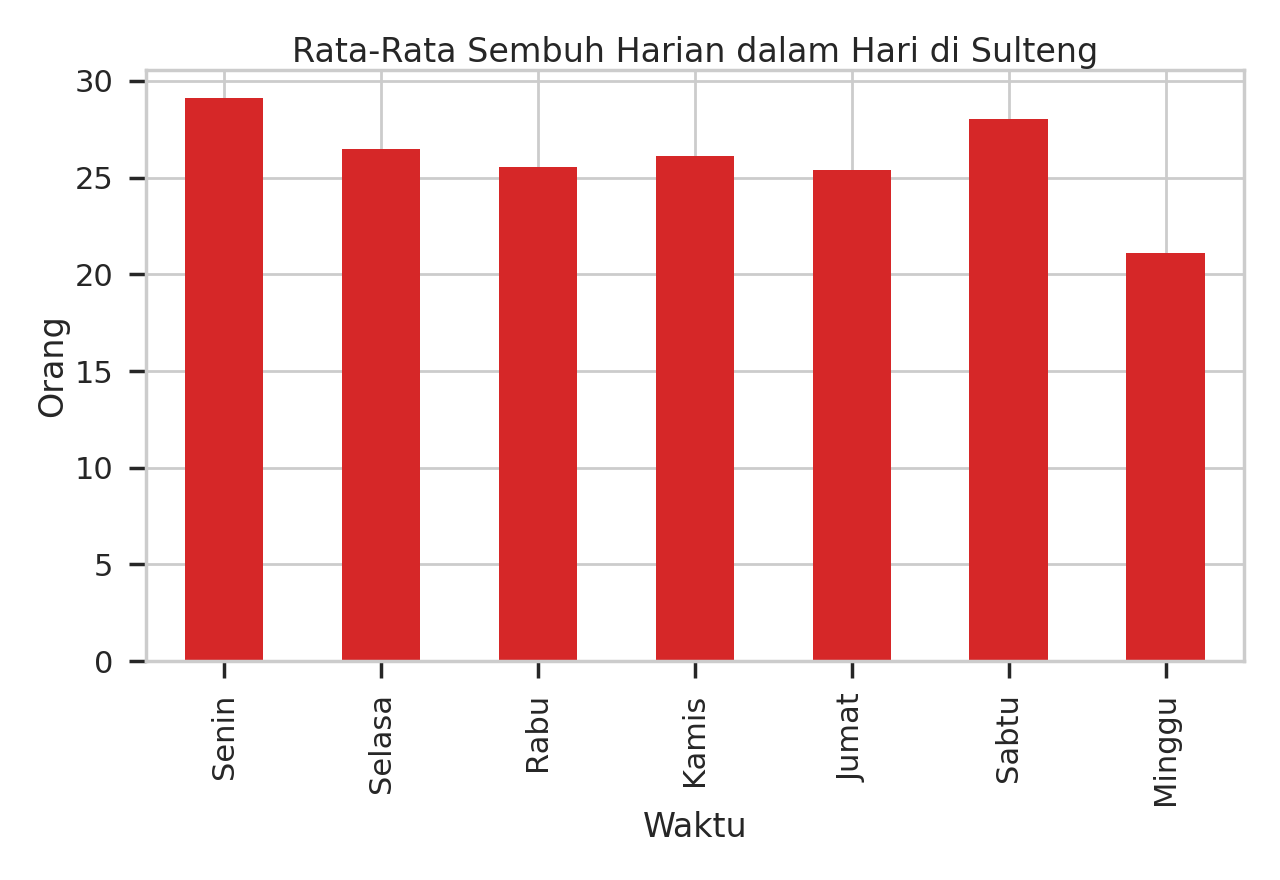 Rata-Rata Sembuh Harian dalam Hari di Sulteng
30
25
20
15
10
5
0
Orang
Senin
Selasa
Rabu
Kamis
Jumat
Sabtu
Minggu
Waktu